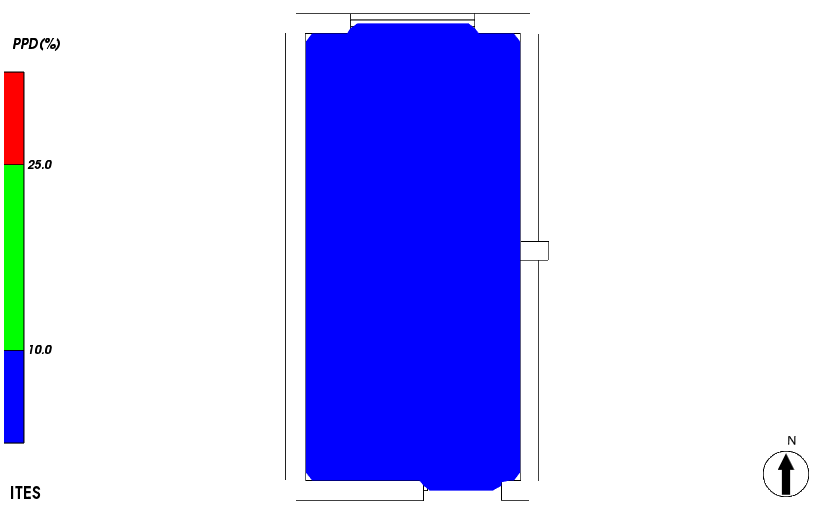 PPD(%)
25.0
10.0
N
ITES